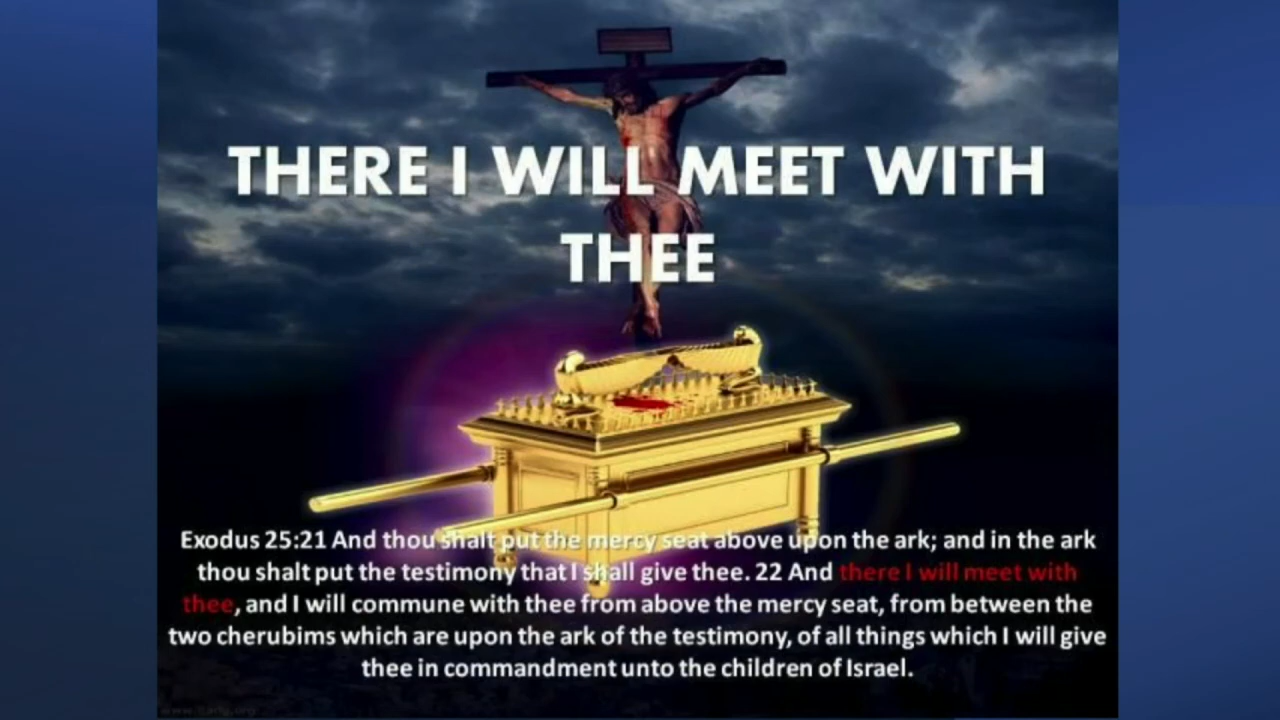 THERE I WILL MEET WITH
THEE
Exodus 25:21 And thou shalt put the mercy seat above upon the ark; and in the ark
thou shalt put the testimony that I shall give thee. 22 And there I will meet with
thee, and I will commune with thee from above the mercy seat, from between the
two cherubims which are upon the ark of the testimony, of all things which I will give
thee in commandment unto the children of Israel.